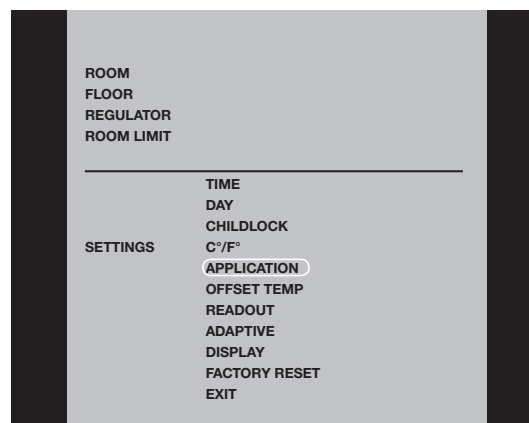 ROOM
FLOOR
REGULATOR
ROOM LIMIT
TIME
DAY
CHILDLOCK
SETTINGS C°/F°
APPLICATION
OFFSET TEMP
READOUT
ADAPTIVE
DISPLAY
FACTORY RESET
EXIT